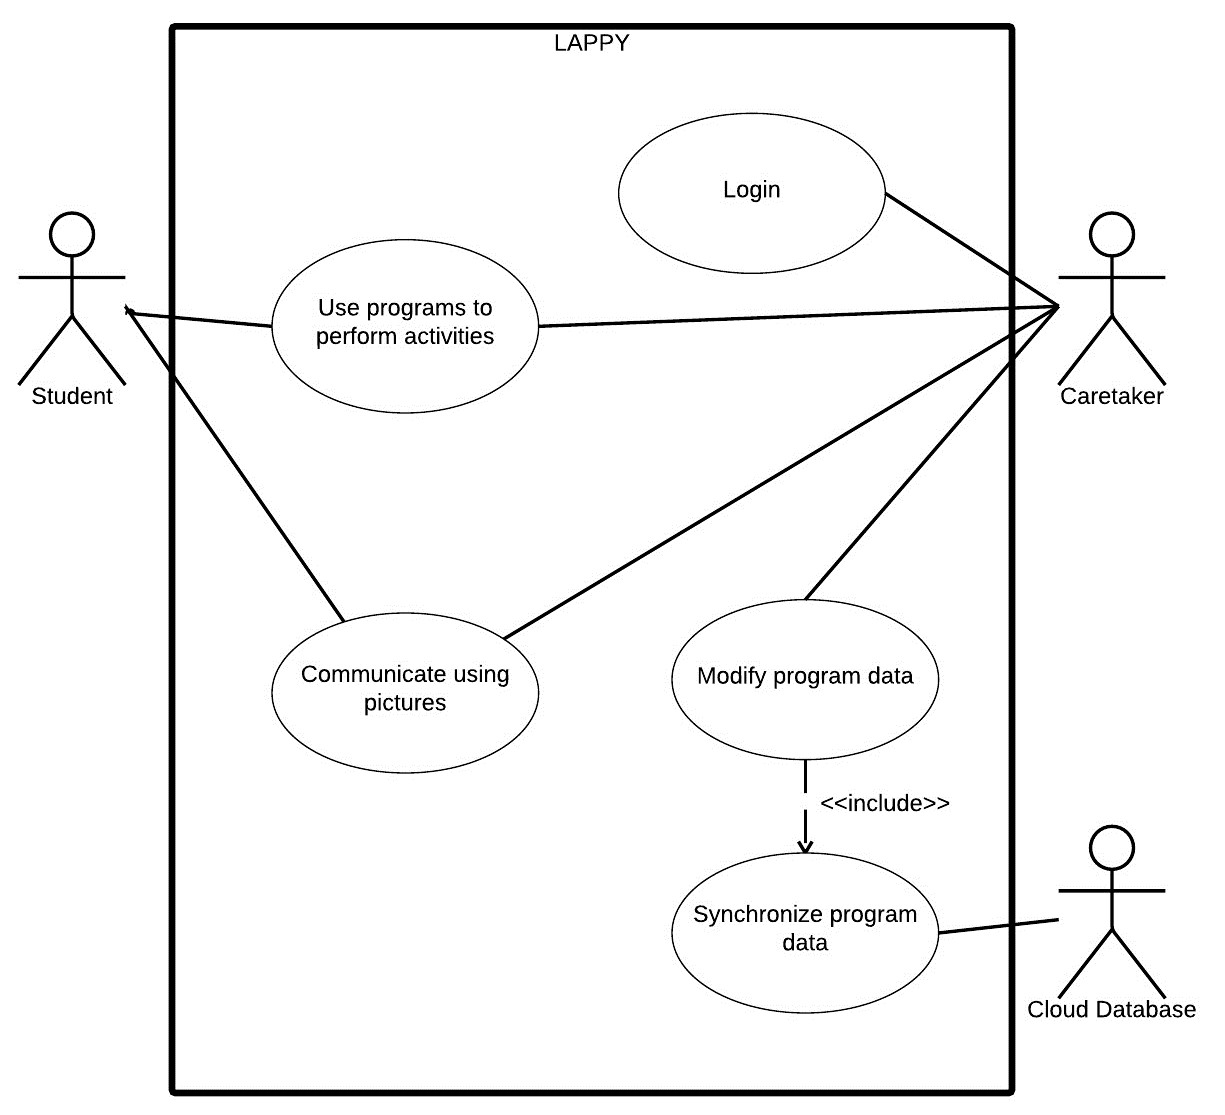 LAPPY
Login
Use programs to
perform activities
Student
Caretaker
Communicate using
pictures
Modify program data
<<include>>
Synchronize program
data
Cloud Database